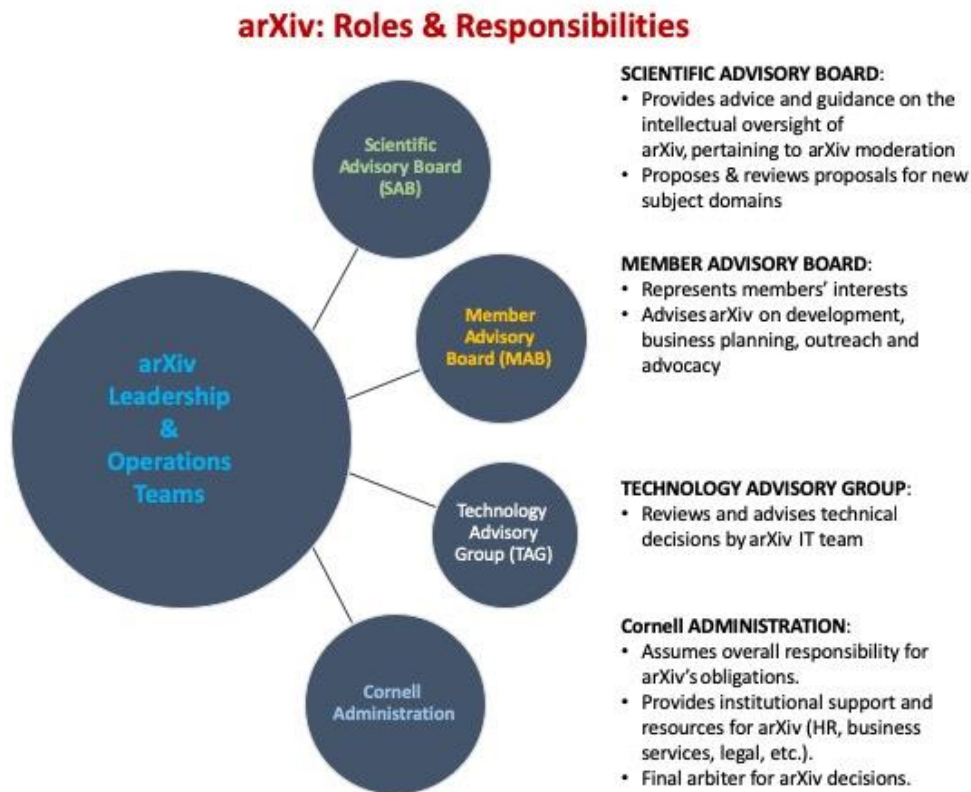 arXiv: Roles & Responsibilities
Scientific
Advisory Board
(SAB)
Member
Advisory
Board (MAB)
arXiv
Leadership
&
Operations
Teams
Technology
Advisory
Group (TAG)
Cornell
Administration
SCIENTIFIC ADVISORY BOARD:
• Provides advice and guidance on the
intellectual oversight of
arXiv, pertaining to arXiv moderation
• Proposes & reviews proposals for new
subject domains
MEMBER ADVISORY BOARD:
• Represents members’ interests
• Advises arXiv on development,
business planning, outreach and
advocacy
TECHNOLOGY ADVISORY GROUP:
• Reviews and advises technical
decisions by arXiv IT team
Cornell ADMINISTRATION:
• Assumes overall responsibility for
arXiv's obligations.
• Provides institutional support and
resources for arXiv (HR, business
services, legal, etc.).
• Final arbiter for arXiv decisions.